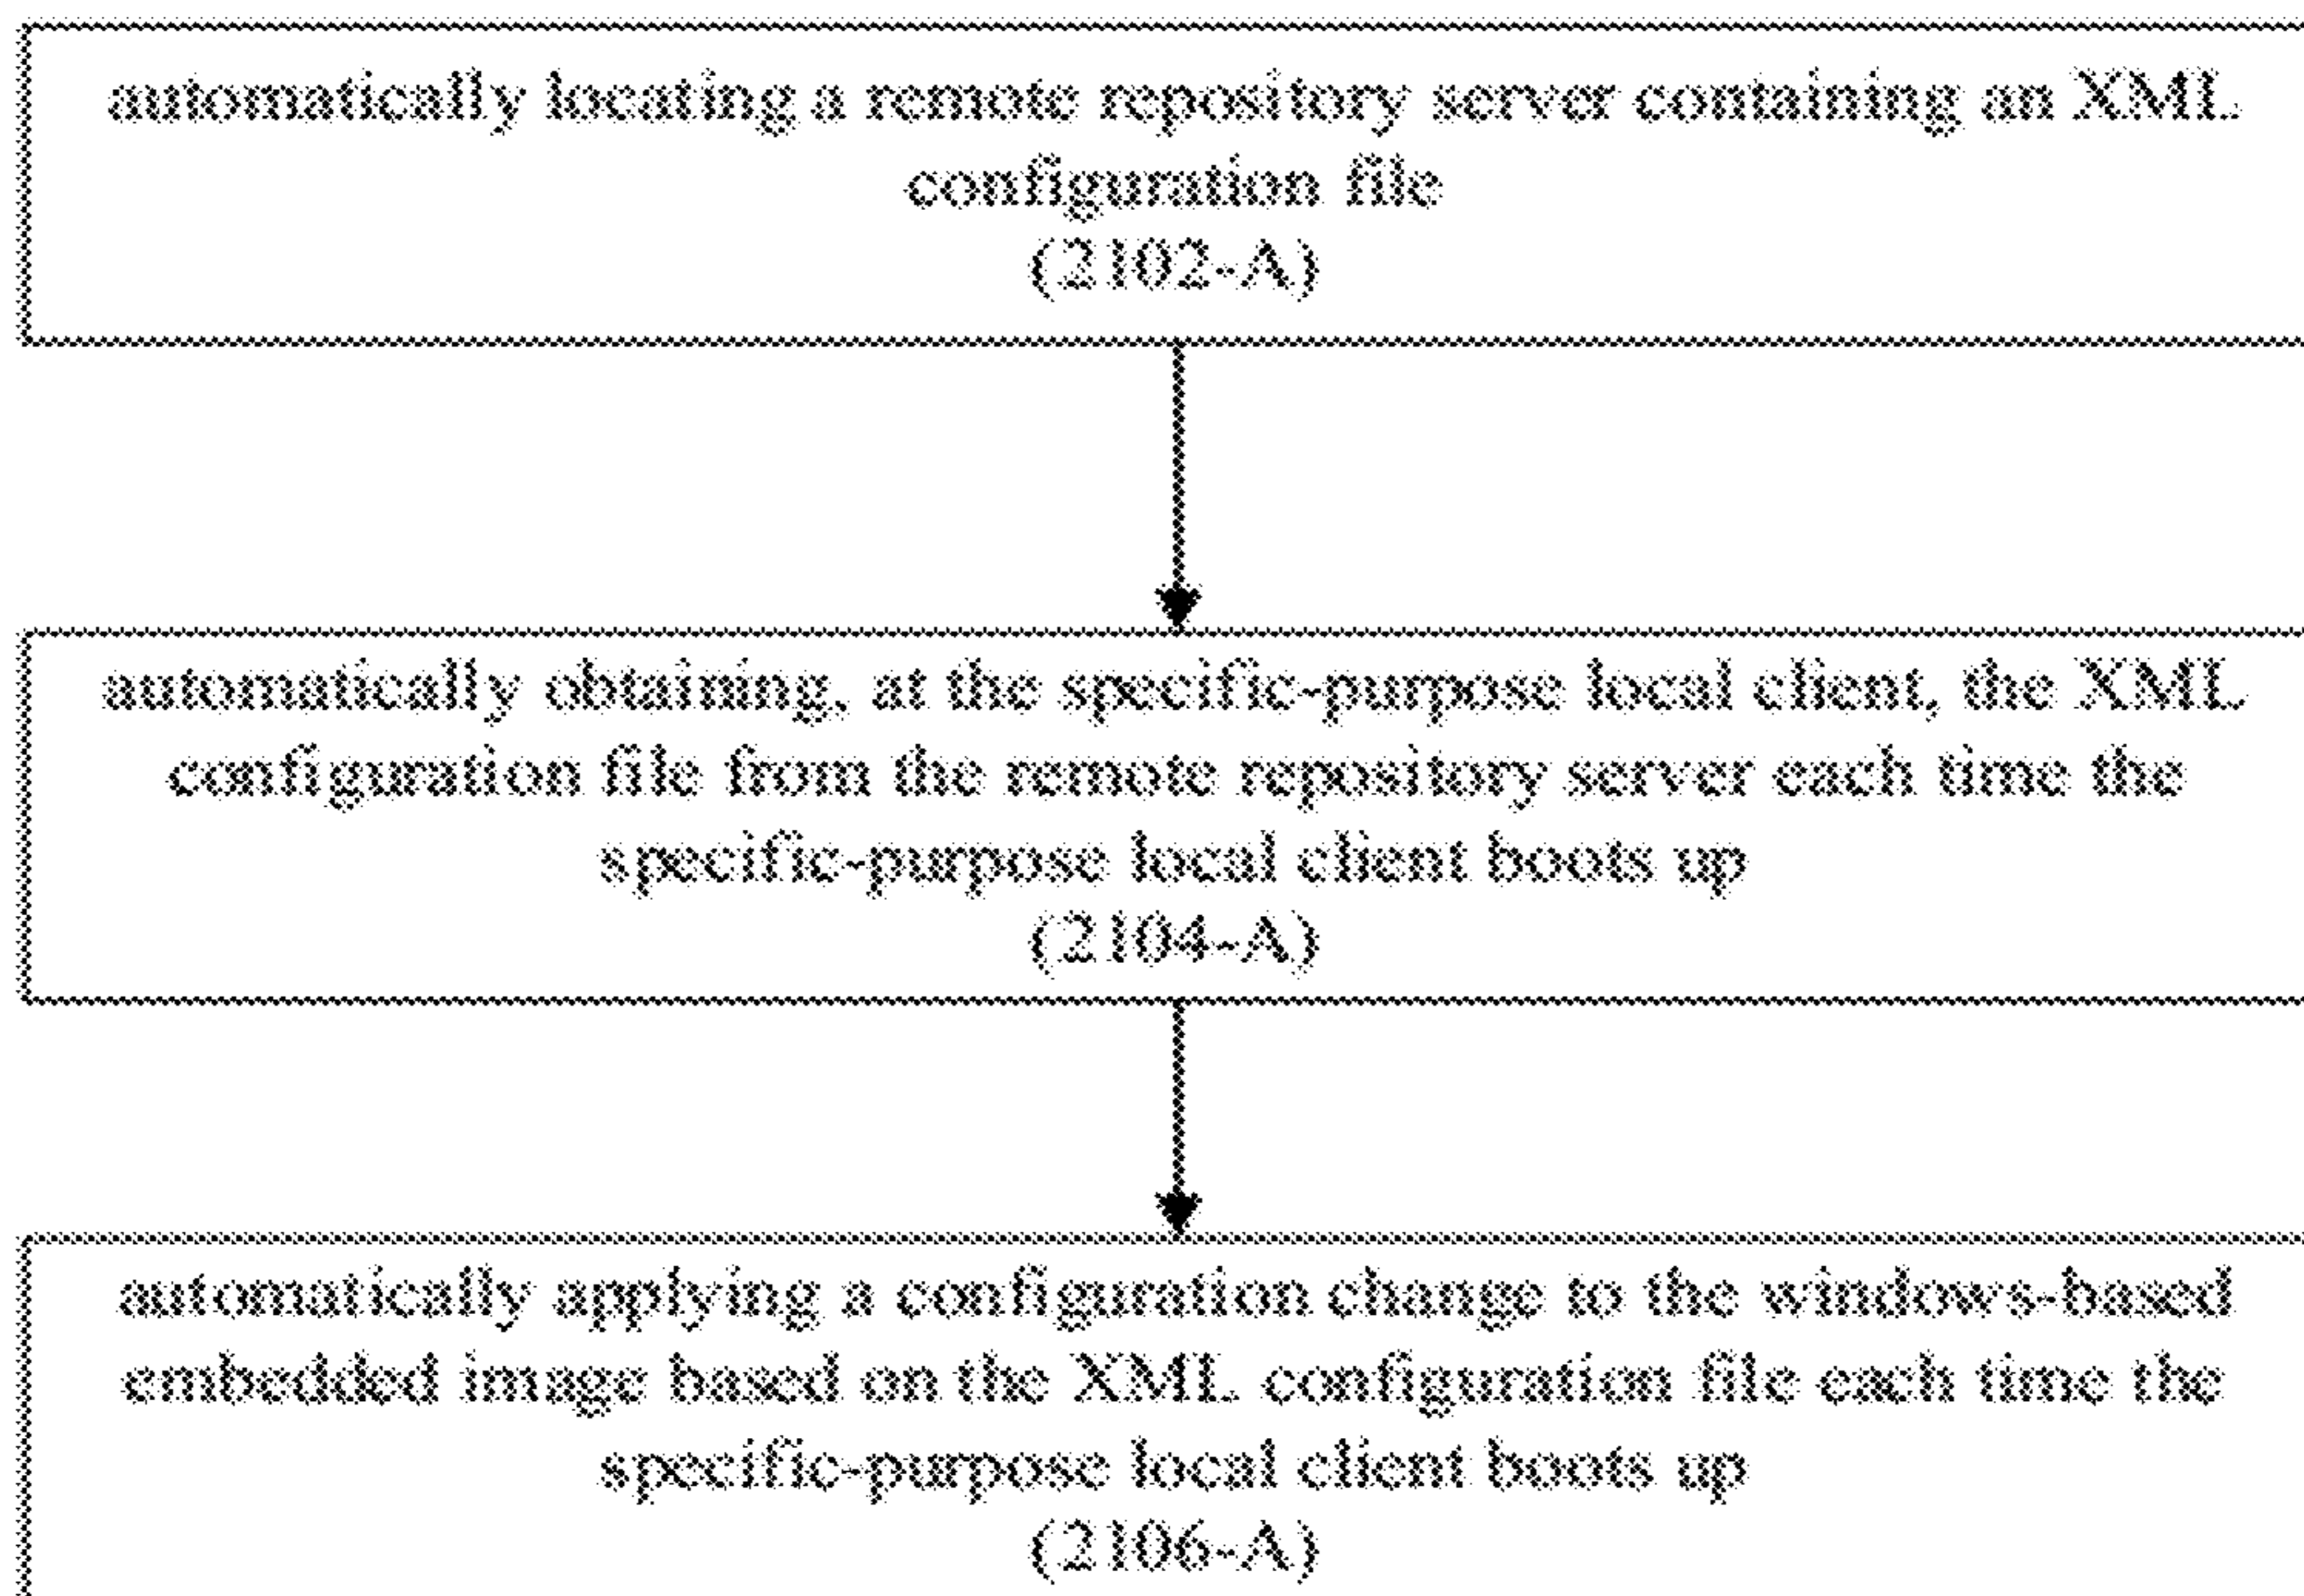 automatically locating a remote repository server containing an XML
configuration file
(2102-A)
automatically obtaining, at the specific-purpose local client, the XML
configuration file from the remote repository server each time the
specific-purpose local client boots up
(2104-A)
automatically applying a configuration change to the windows-based
embedded image based on the XML configuration file each time the
specific-purpose local client boots up
(2106-A)